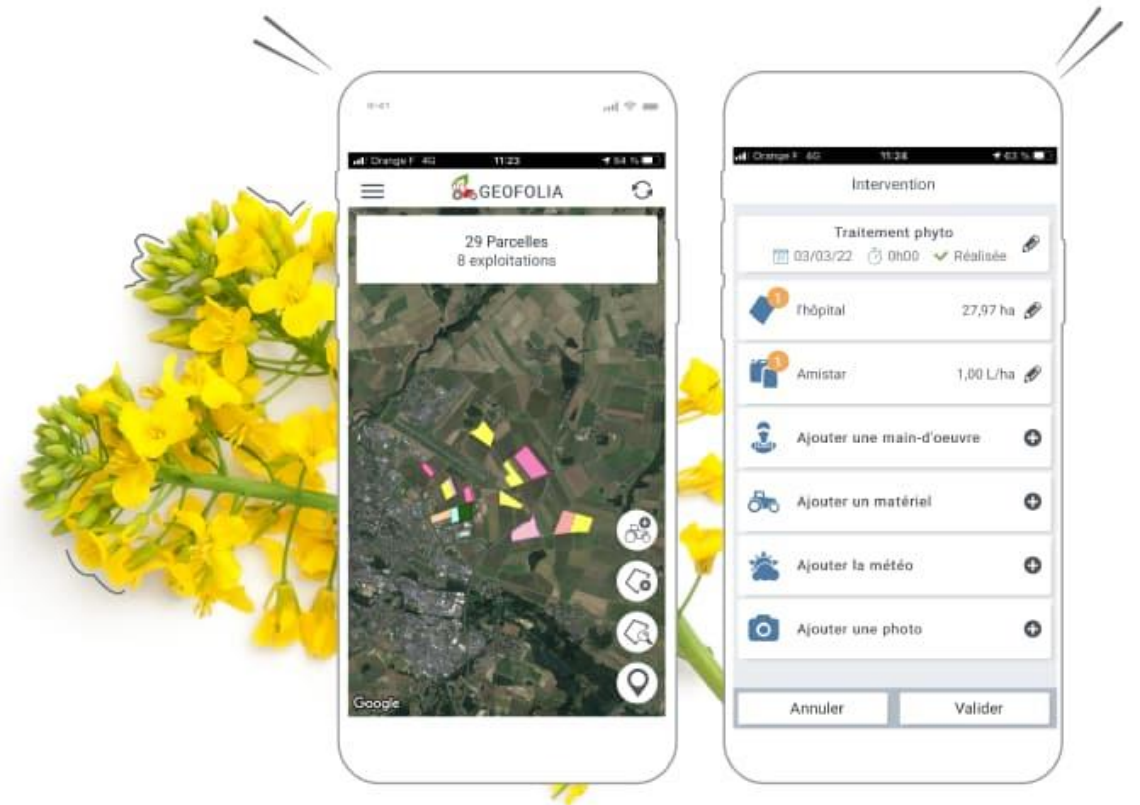 Orange F 4G 11:23 64 %
GEOFOLIA
29 Parcelles
8 exploitations
Google
Orange F 4G 11:24 63 %
Intervention
Traitement phyto
03/03/22 0h00 Réalisée
1
l'hôpital 27,97 ha
1
Amistar 1,00 L/ha
Ajouter une main-d'oeuvre
Ajouter un matériel
Ajouter la météo
Ajouter une photo
Annuler Valider